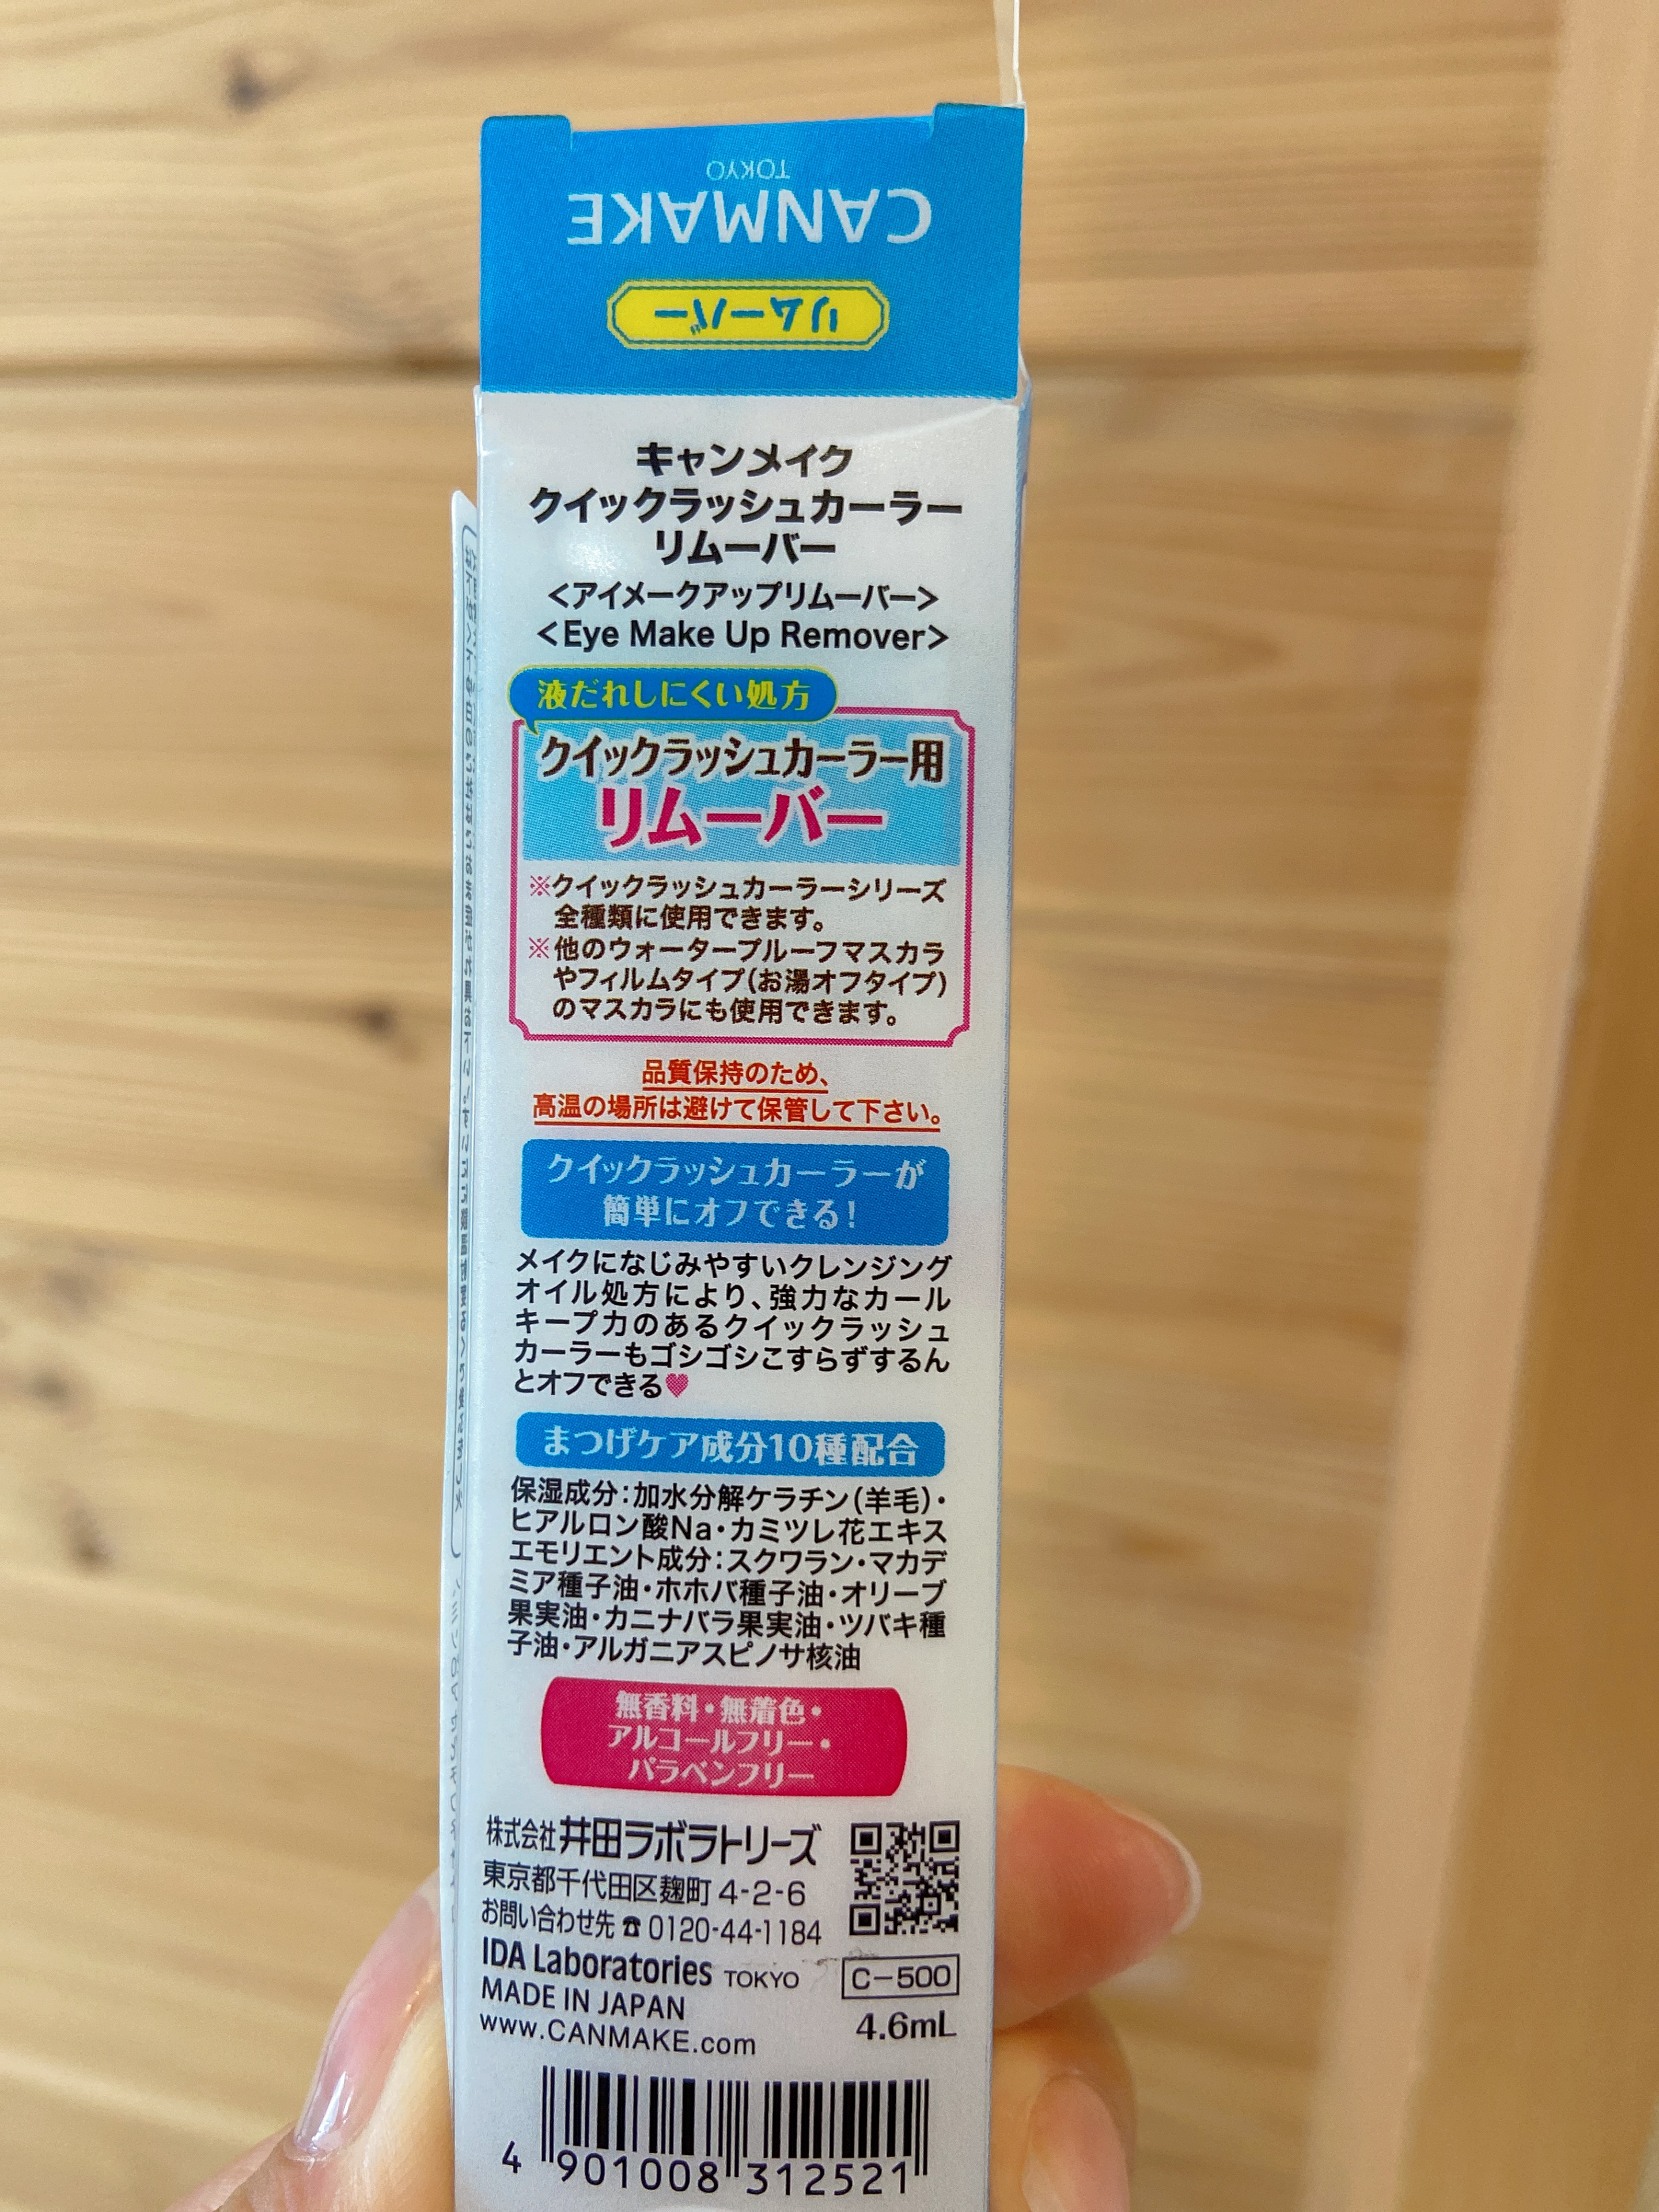 CANMAKE
TOKYO
リムーバー
キャンメイク
クイックラッシュカーラー
リムーバー
<アイメークアップリムーバー>
<Eye Make Up Remover>
液だれしにくい処方
クイックラッシュカーラー用
リムーバー
※クイックラッシュカーラーシリーズ
全種類に使用できます。
※他のウォータープルーフマスカラ
やフィルムタイプ(お湯オフタイプ)
のマスカラにも使用できます。
品質保持のため、
高温の場所は避けて保管して下さい。
クイックラッシュカーラーが
簡単にオフできる!
メイクになじみやすいクレンジング
オイル処方により、強力なカール
キープ力のあるクイックラッシュ
カーラーもゴシゴシこすらずするん
とオフできる♥
まつげケア成分10種配合
保湿成分:加水分解ケラチン(羊毛)・
ヒアルロン酸Na・カミツレ花エキス
エモリエント成分:スクワラン・マカデ
ミア種子油・ホホバ種子油・オリーブ
果実油・カニナバラ果実油・ツバキ種
子油・アルガニアスピノサ核油
無香料・無着色・
アルコールフリー・
パラベンフリー
株式会社 井田ラボラトリーズ
東京都千代田区麹町 4-2-6
お問い合わせ先 ☎ 0120-44-1184
IDA Laboratories TOKYO
MADE IN JAPAN
www.CANMAKE.com
C-500
4.6mL
4 901008 312521